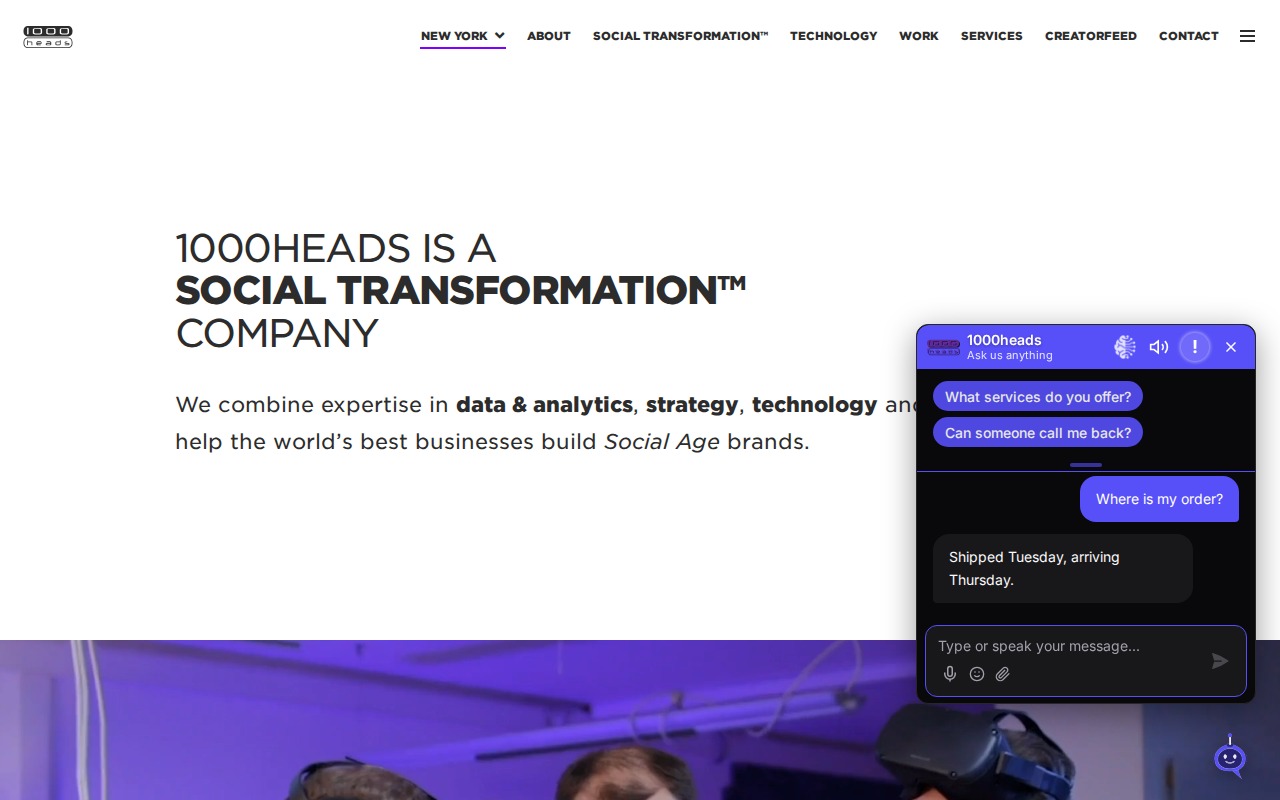 1000
heads
NEW YORK
ABOUT
SOCIAL TRANSFORMATION™
TECHNOLOGY
WORK
SERVICES
CREATORFEED
CONTACT
1000HEADS IS A
SOCIAL TRANSFORMATION™
COMPANY
We combine expertise in data & analytics, strategy, technology and
help the world's best businesses build Social Age brands.
1000heads
Ask us anything
!
What services do you offer?
Can someone call me back?
Where is my order?
Shipped Tuesday, arriving
Thursday.
Type or speak your message...